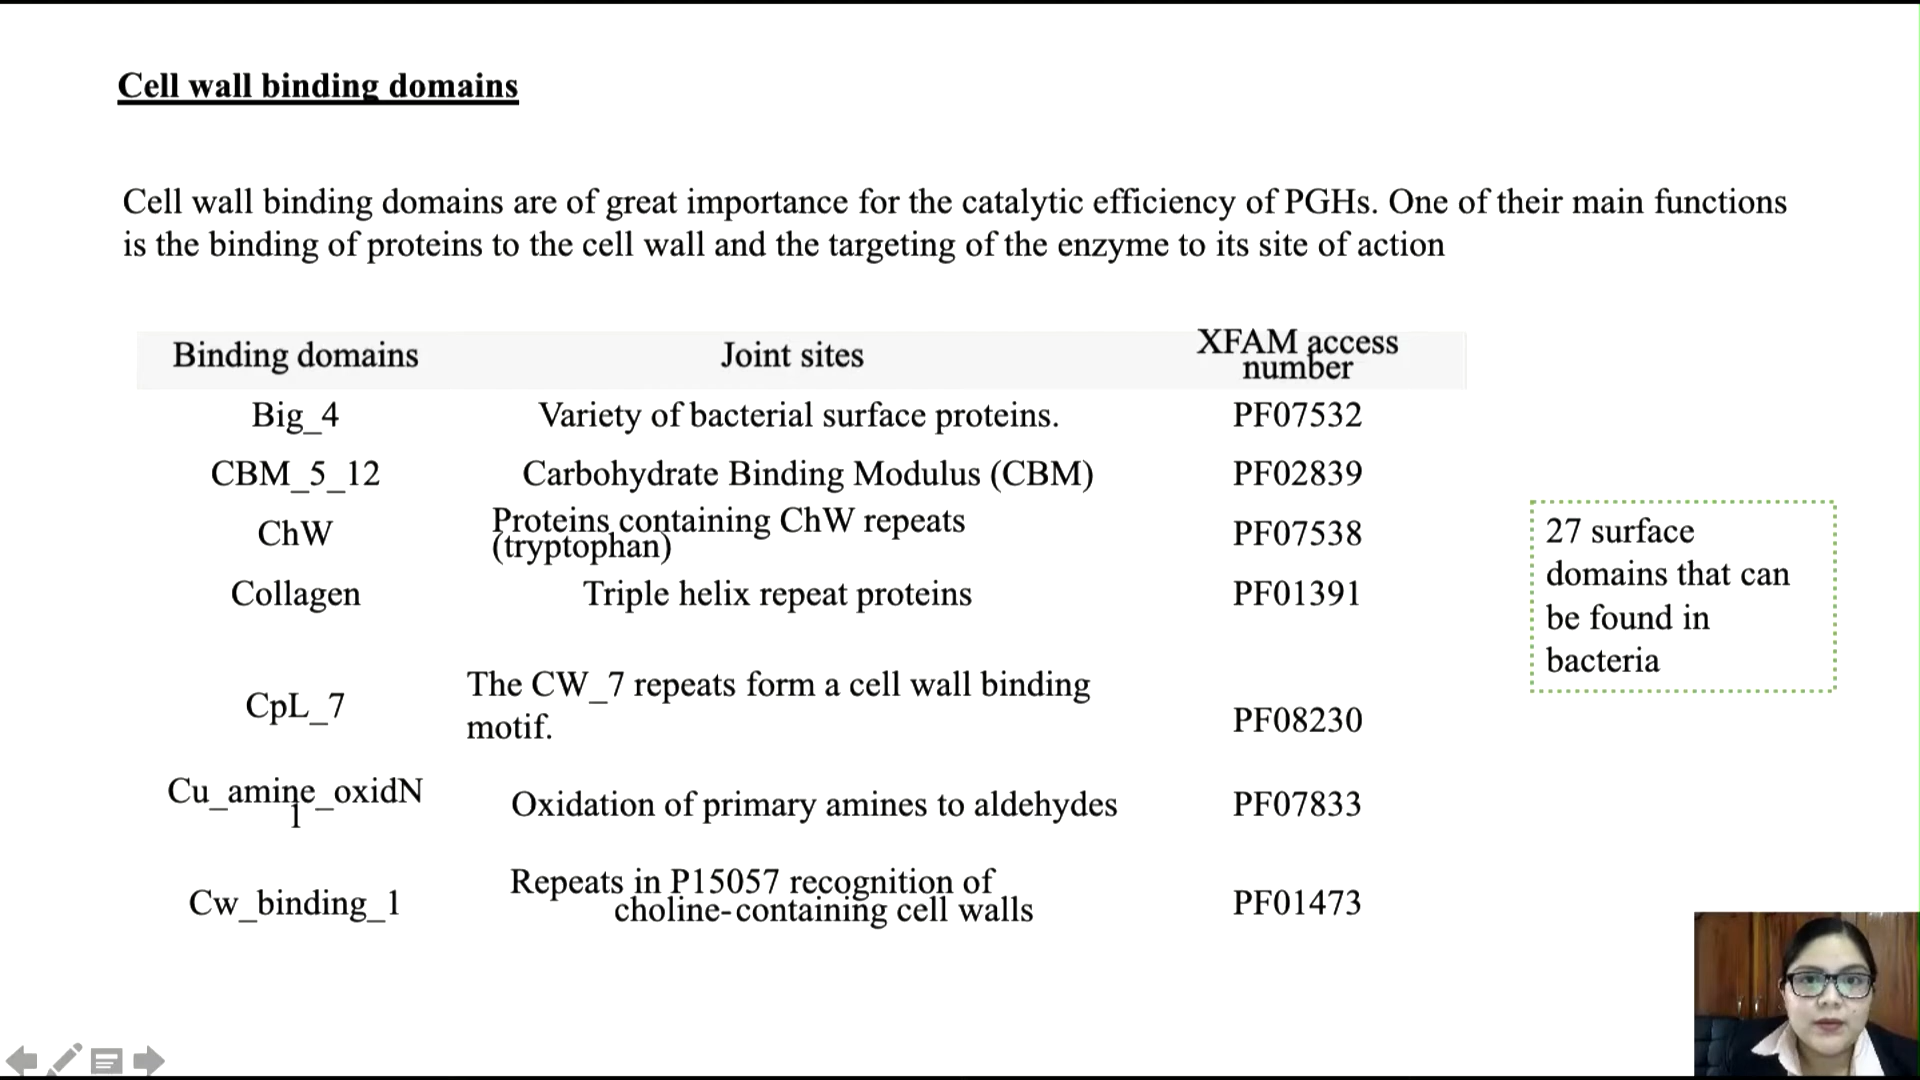 Cell wall binding domains
Cell wall binding domains are of great importance for the catalytic efficiency of PGHs. One of their main functions
is the binding of proteins to the cell wall and the targeting of the enzyme to its site of action
Binding domains Joint sites XFAM access
number
Big_4 Variety of bacterial surface proteins. PF07532
CBM_5_12 Carbohydrate Binding Modulus (CBM) PF02839
ChW Proteins containing ChW repeats
(tryptophan) PF07538
Collagen Triple helix repeat proteins PF01391
CpL_7 The CW_7 repeats form a cell wall binding
motif. PF08230
Cu_amine_oxidN
1 Oxidation of primary amines to aldehydes PF07833
Cw_binding_1 Repeats in P15057 recognition of
choline-containing cell walls PF01473
27 surface
domains that can
be found in
bacteria